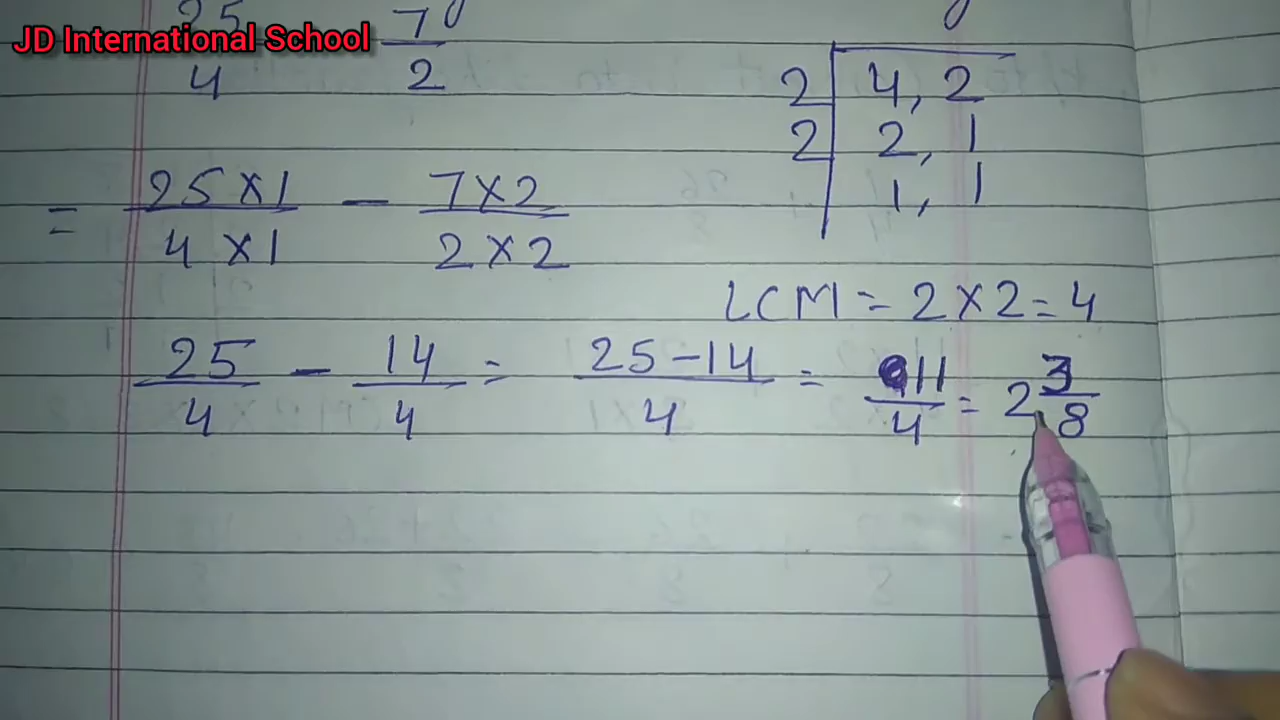 JD International School
25/4 7/2
2 | 4, 2
2 | 2, 1
1, 1
= 25×1/4×1 - 7×2/2×2
LCM = 2×2=4
25/4 - 14/4 = 25-14/4 = 11/4 = 2 3/8